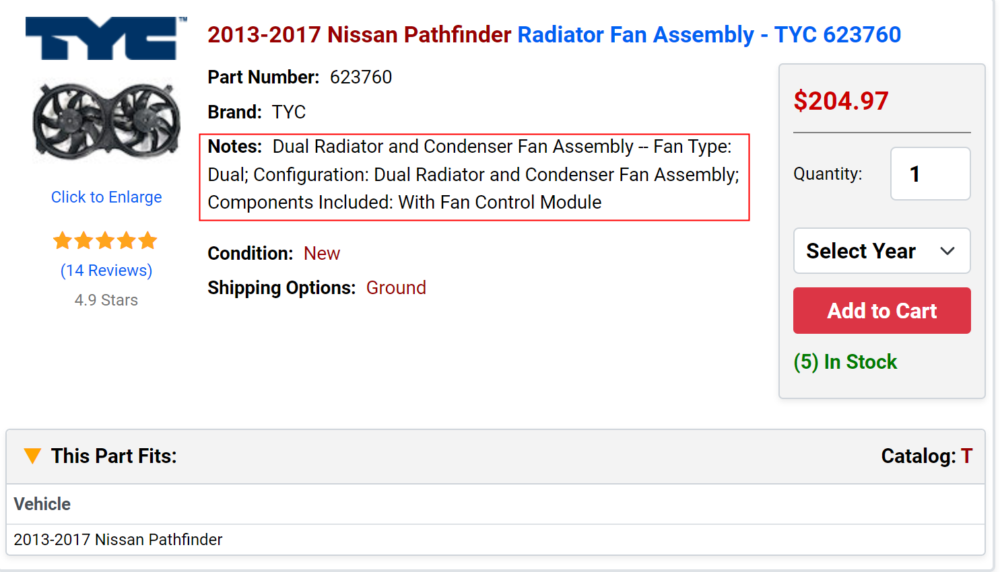 TYC™
2013-2017 Nissan Pathfinder Radiator Fan Assembly - TYC 623760
Part Number: 623760
Brand: TYC
Notes: Dual Radiator and Condenser Fan Assembly -- Fan Type:
Dual; Configuration: Dual Radiator and Condenser Fan Assembly;
Components Included: With Fan Control Module
Condition: New
Shipping Options: Ground
Click to Enlarge
(14 Reviews)
4.9 Stars
$204.97
Quantity: 1
Select Year
Add to Cart
(5) In Stock
This Part Fits: Catalog: T
Vehicle
2013-2017 Nissan Pathfinder